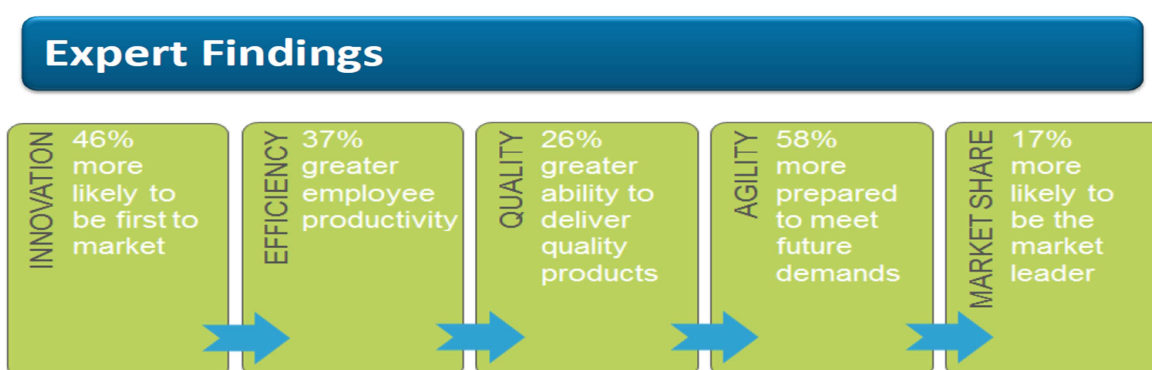 Expert Findings
INNOVATION
46%
more
likely to
be first to
market
EFFICIENCY
37%
greater
employee
productivity
QUALITY
26%
greater
ability to
deliver
quality
products
AGILITY
58%
more
prepared
to meet
future
demands
MARKET SHARE
17%
more
likely to
be the
market
leader